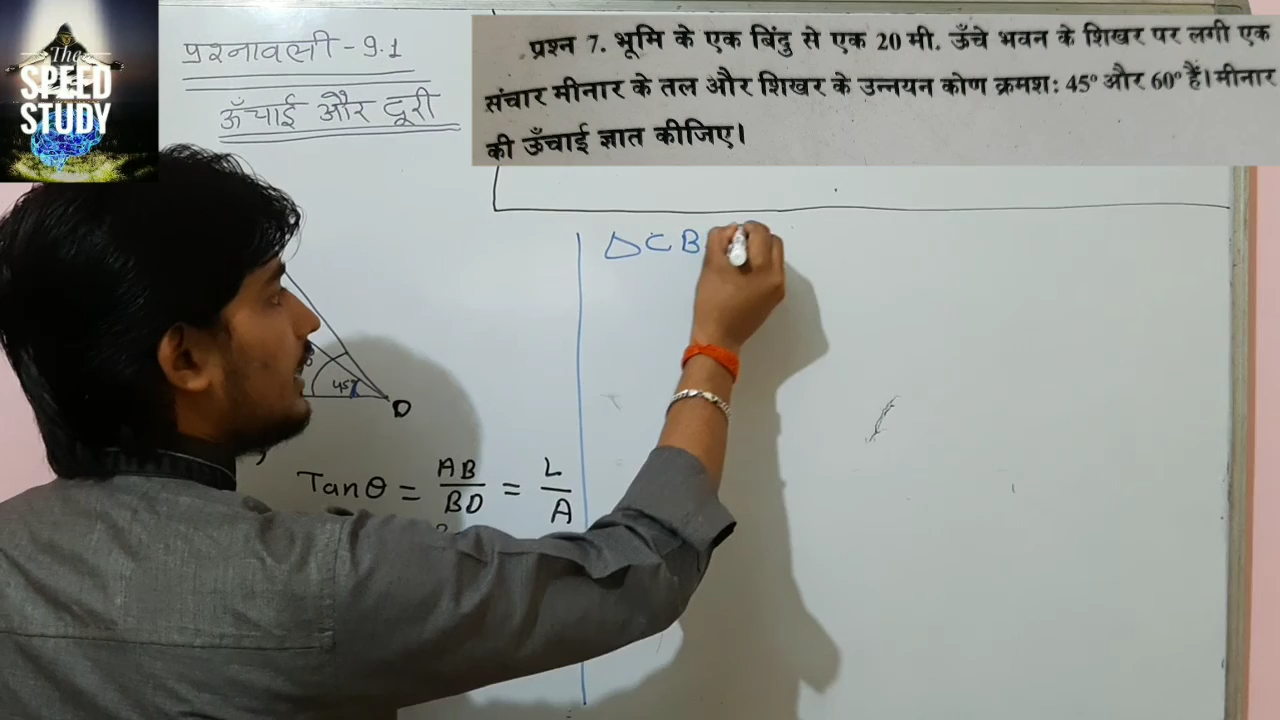 The
SPEED
STUDY
प्रश्नावली - 9.1
ऊँचाई और दूरी
प्रश्न 7. भूमि के एक बिंदु से एक 20 मी. ऊँचे भवन के शिखर पर लगी एक
संचार मीनार के तल और शिखर के उन्नयन कोण क्रमश: 45° और 60° हैं। मीनार
की ऊँचाई ज्ञात कीजिए।
Δ C B
45°
D
Tanθ = AB/BD = L/A